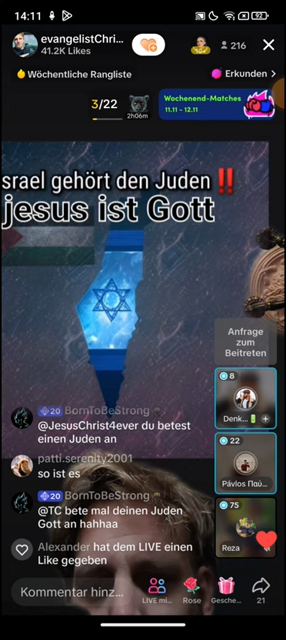 14:11
92
evangelistChri...
41.2K Likes
216
Wöchentliche Rangliste
Erkunden
3/22
2h06m
Wochenend-Matches
11.11 - 12.11
srael gehört den Juden ‼️
jesus ist Gott
Anfrage
zum
Beitreten
8
Denk...
22
Pávlos Παύ...
75
Reza
20 BornToBeStrong
@JesusChrist4ever du betest
einen Juden an
patti.serenity2001
so ist es
20 BornToBeStrong
@TC bete mal deinen Juden
Gott an hahhaa
Alexander hat dem LIVE einen
Like gegeben
Kommentar hinz...
LIVE mi...
Rose
Gesche...
21